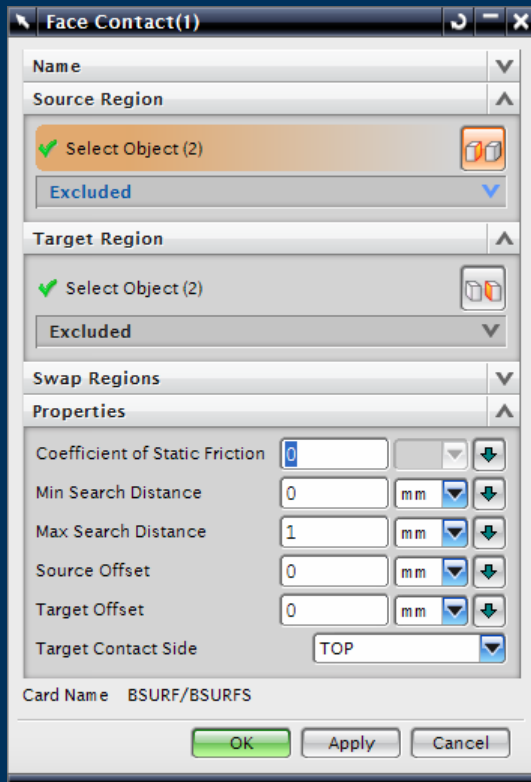 Face Contact(1)
Name
Source Region
Select Object (2)
Excluded
Target Region
Select Object (2)
Excluded
Swap Regions
Properties
Coefficient of Static Friction 0
Min Search Distance 0 mm
Max Search Distance 1 mm
Source Offset 0 mm
Target Offset 0 mm
Target Contact Side TOP
Card Name BSURF/BSURFS
OK Apply Cancel